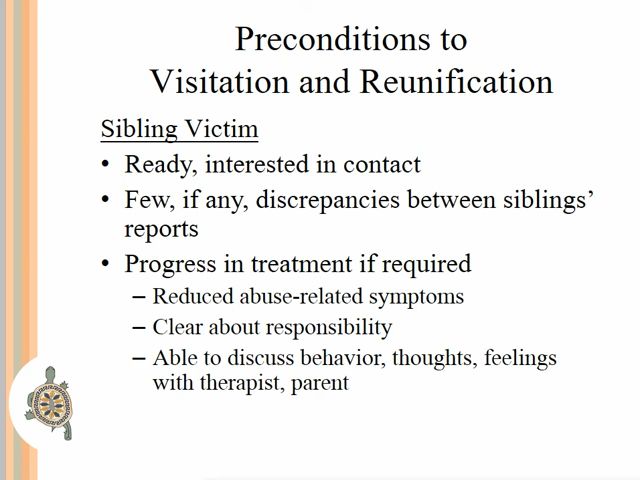 Preconditions to
Visitation and Reunification
Sibling Victim
• Ready, interested in contact
• Few, if any, discrepancies between siblings’
reports
• Progress in treatment if required
– Reduced abuse-related symptoms
– Clear about responsibility
– Able to discuss behavior, thoughts, feelings
with therapist, parent